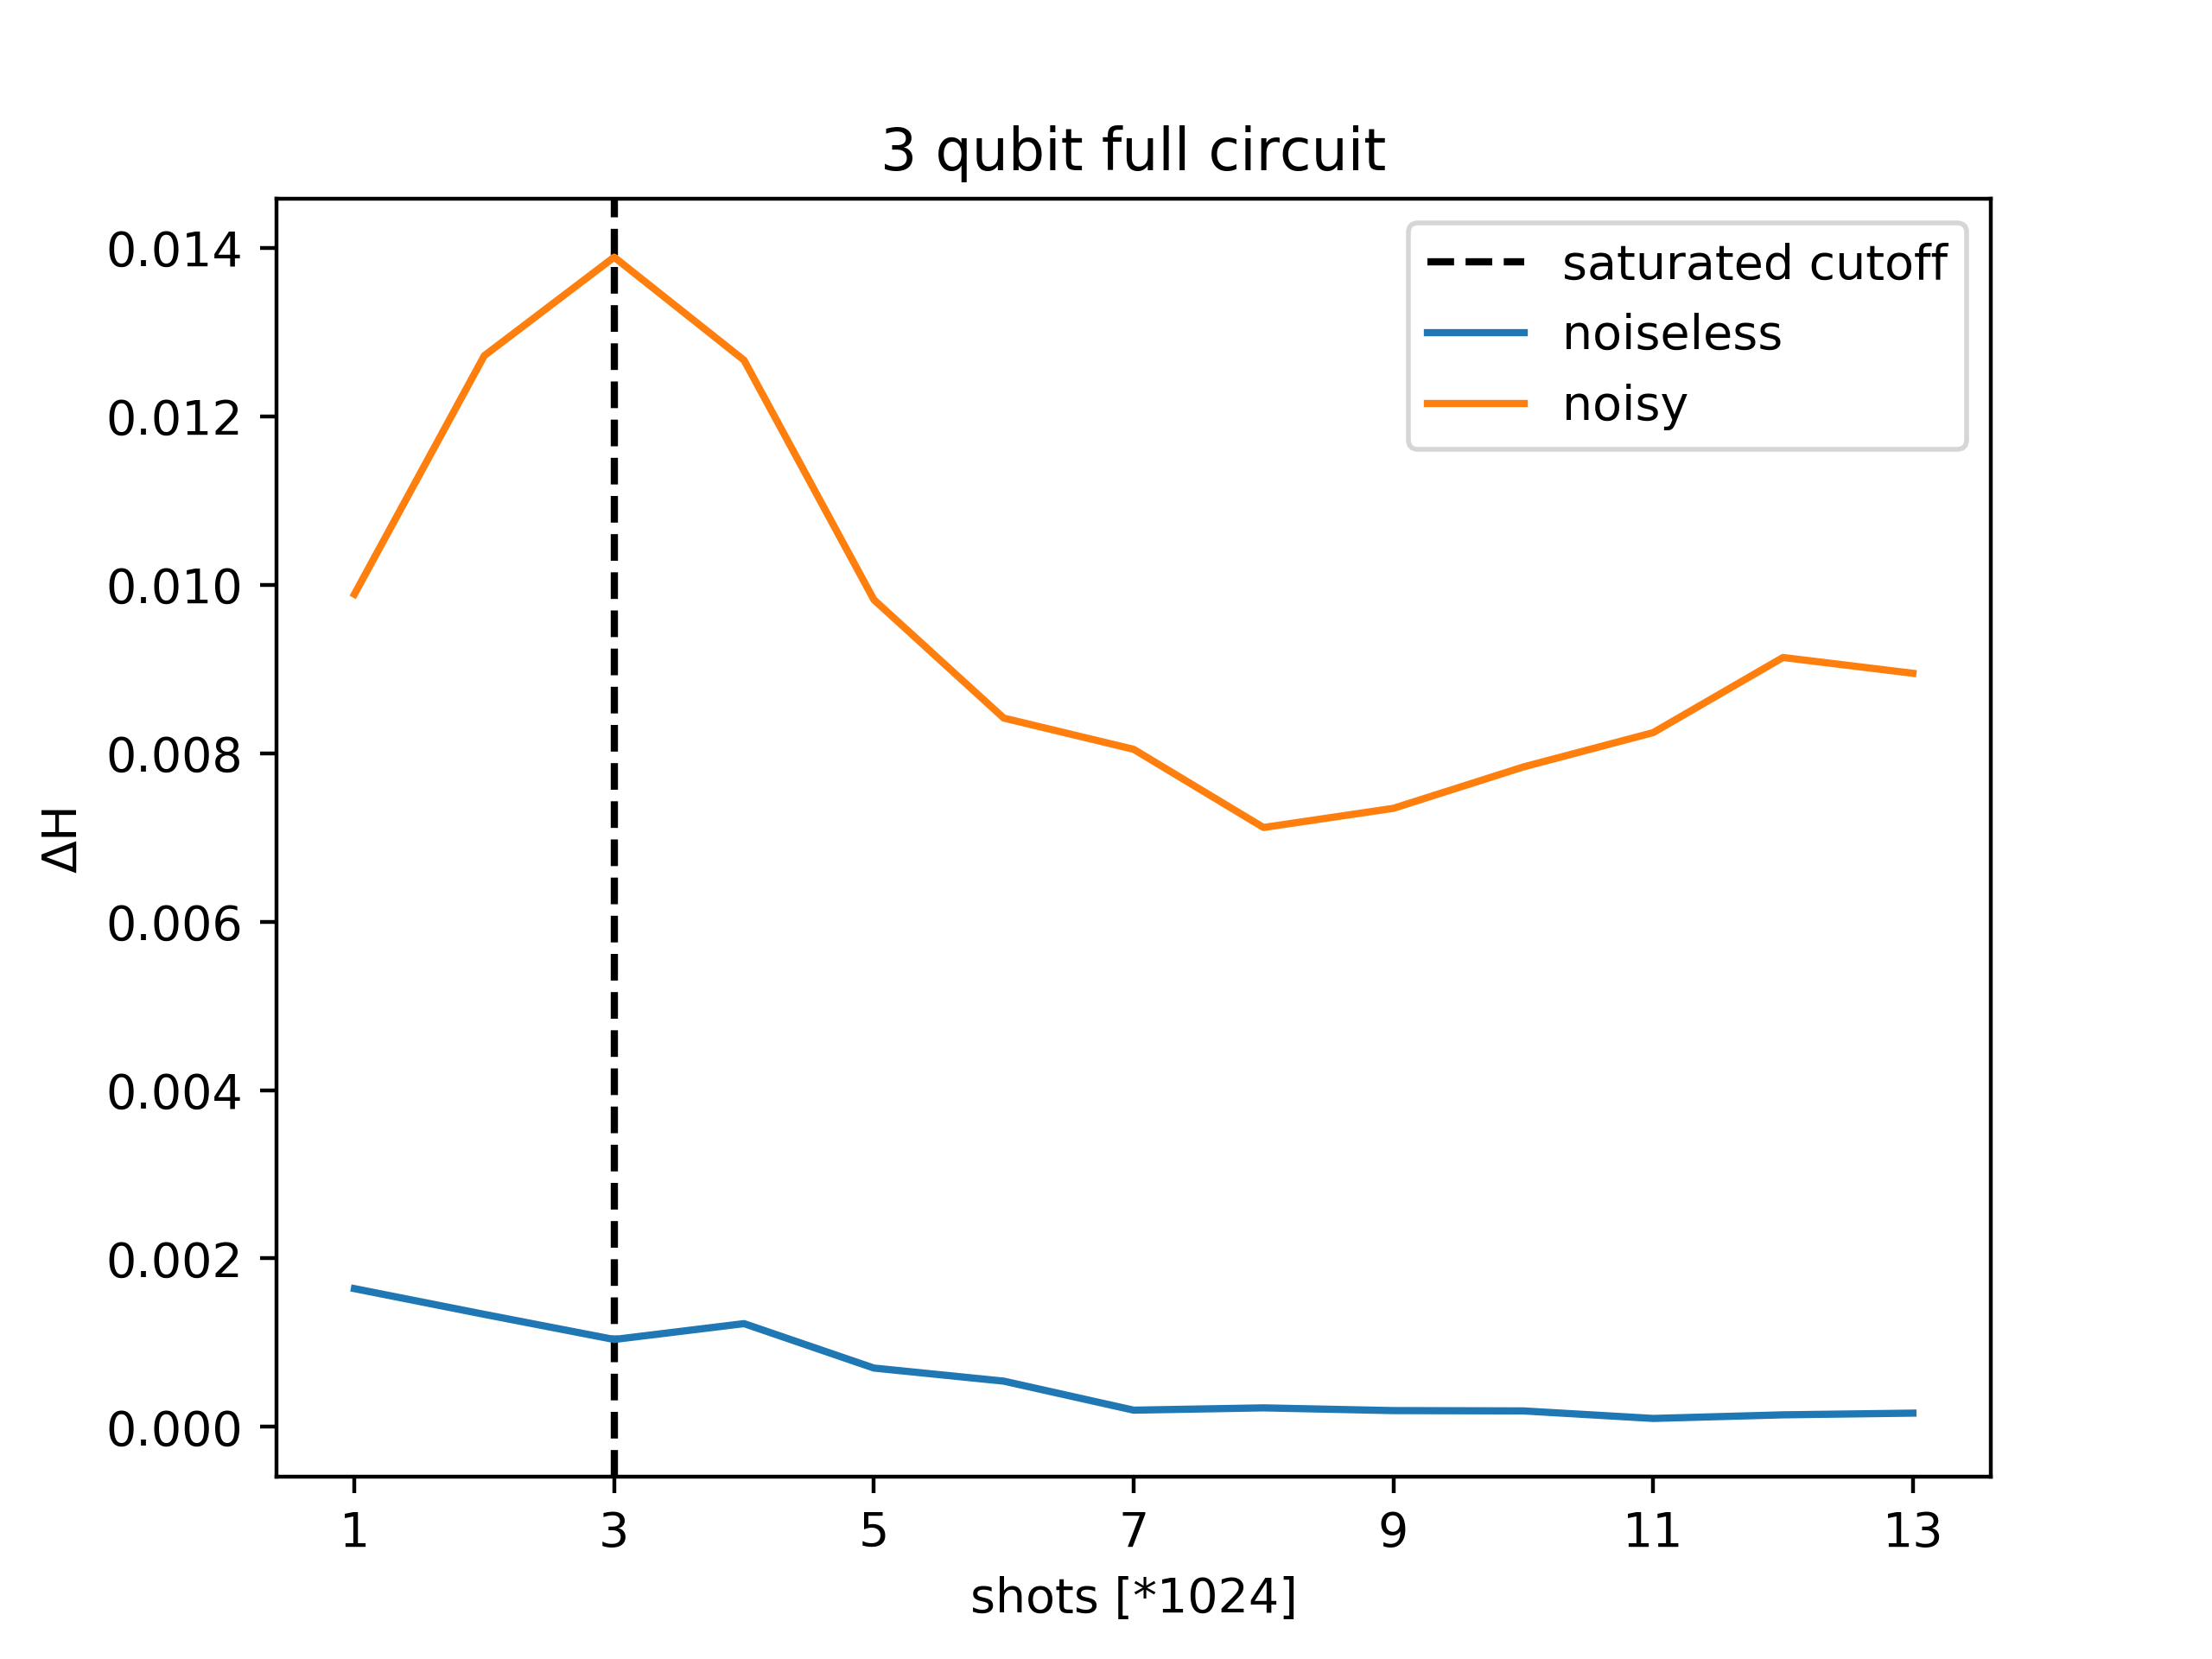 3 qubit full circuit
saturated cutoff
noiseless
noisy
0.014
0.012
0.010
0.008
0.006
0.004
0.002
0.000
ΔH
1 3 5 7 9 11 13
shots [*1024]